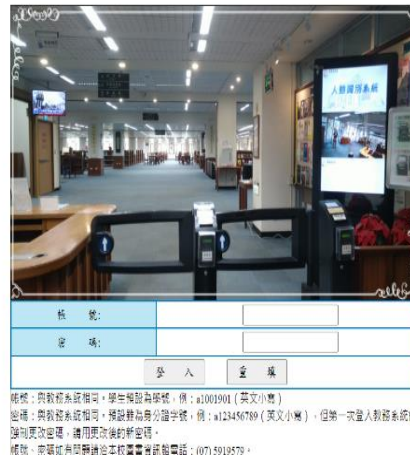 人臉識別系統
帳 號:
密 碼:
登 入 重 填
帳號：與教務系統相同。學生預設為學號，例：a1001901 ( 英文小寫 )
密碼：與教務系統相同。預設雖為身分證字號，例：a123456789 ( 英文小寫 ) ，但第一次登入教務系統
強制更改密碼，請用更改後的新密碼。
帳號、密碼如有問題請洽本校圖書資訊館電話：(07) 5919579。